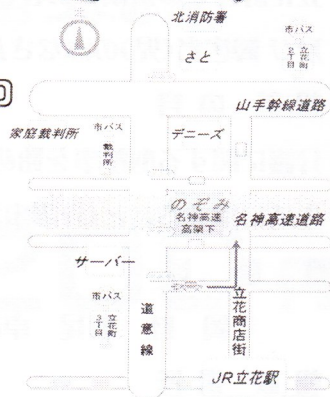 北消防署
市バス
立花町
2丁目
さと
山手幹線道路
家庭裁判所
市バス
裁判所
デニーズ
のぞみ
名神高速
高架下
名神高速道路
サーバー
市バス
立花町
3丁目
道意線
立花商店街
JR立花駅